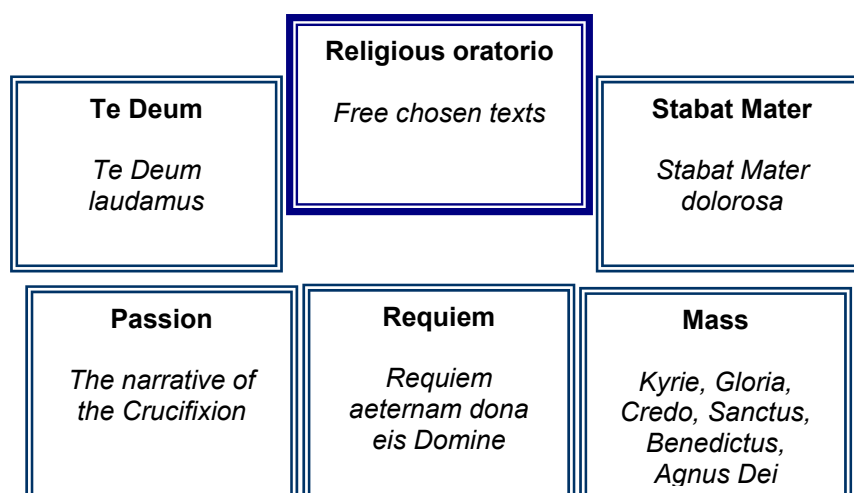 Religious oratorio
Free chosen texts
Te Deum
Te Deum
laudamus
Stabat Mater
Stabat Mater
dolorosa
Passion
The narrative of
the Crucifixion
Requiem
Requiem
aeternam dona
eis Domine
Mass
Kyrie, Gloria,
Credo, Sanctus,
Benedictus,
Agnus Dei